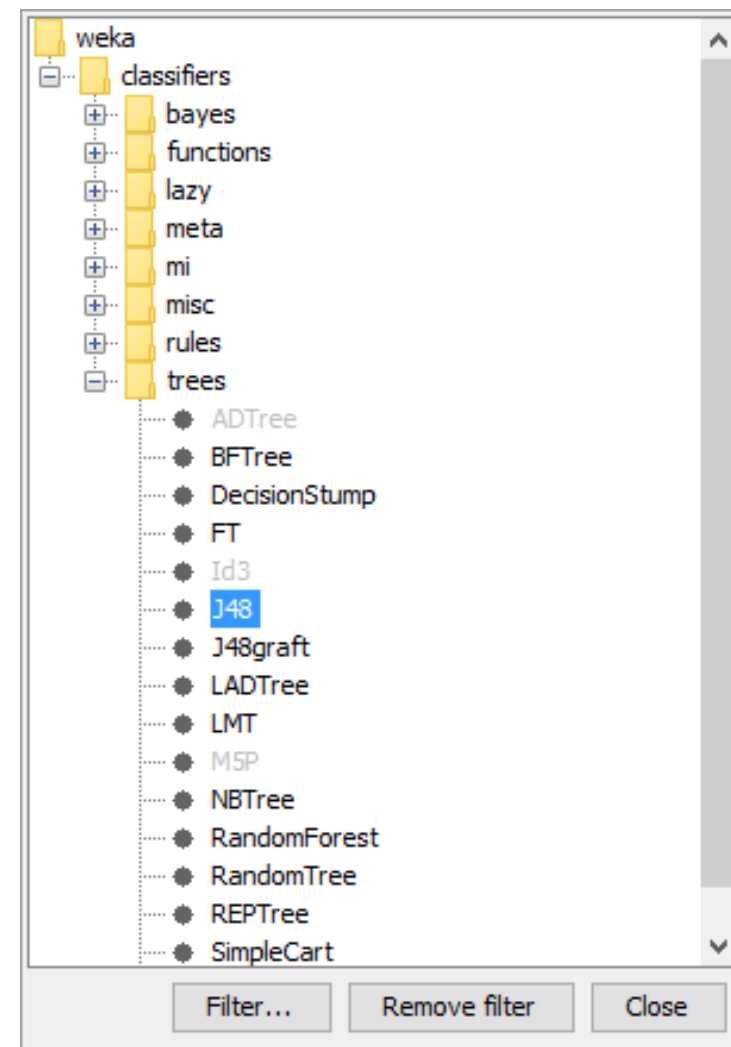 weka
classifiers
bayes
functions
lazy
meta
mi
misc
rules
trees
ADTree
BFTree
DecisionStump
FT
Id3
J48
J48graft
LADTree
LMT
M5P
NBTree
RandomForest
RandomTree
REPTree
SimpleCart
Filter... Remove filter Close